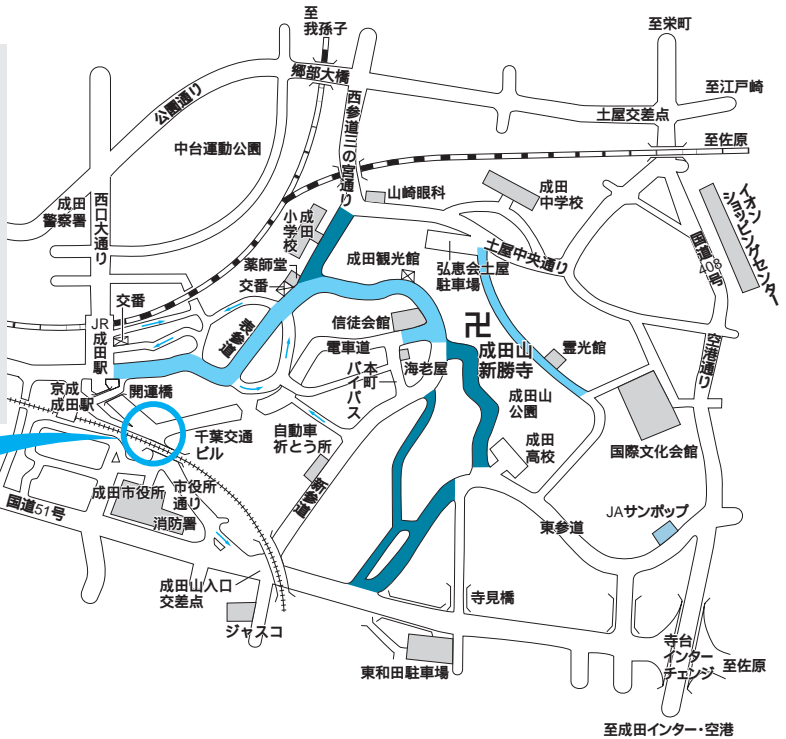 至
我孫子
至栄町
郷部大橋
至江戸崎
公園通り
西参道三の宮通り
土屋交差点
中台運動公園
至佐原
山崎眼科
成田
中学校
成田
警察署
西口大通り
成田
小学校
イオン
ショッピングセンター
薬師堂
成田観光館
弘恵会土屋
駐車場
土屋中央通り
国道408号
交番
交番
表参道
信徒会館
卍
成田山
新勝寺
霊光館
空港通り
JR
成田駅
電車道
海老屋
本町
バイパス
成田山
公園
京成
成田駅
開運橋
千葉交通
ビル
自動車
祈とう所
成田
高校
国際文化会館
成田市役所
市役所
通り
新参道
国道51号
消防署
東参道
JAサンポップ
成田山入口
交差点
寺見橋
ジャスコ
東和田駐車場
寺台
インター
チェンジ
至佐原
至成田インター・空港